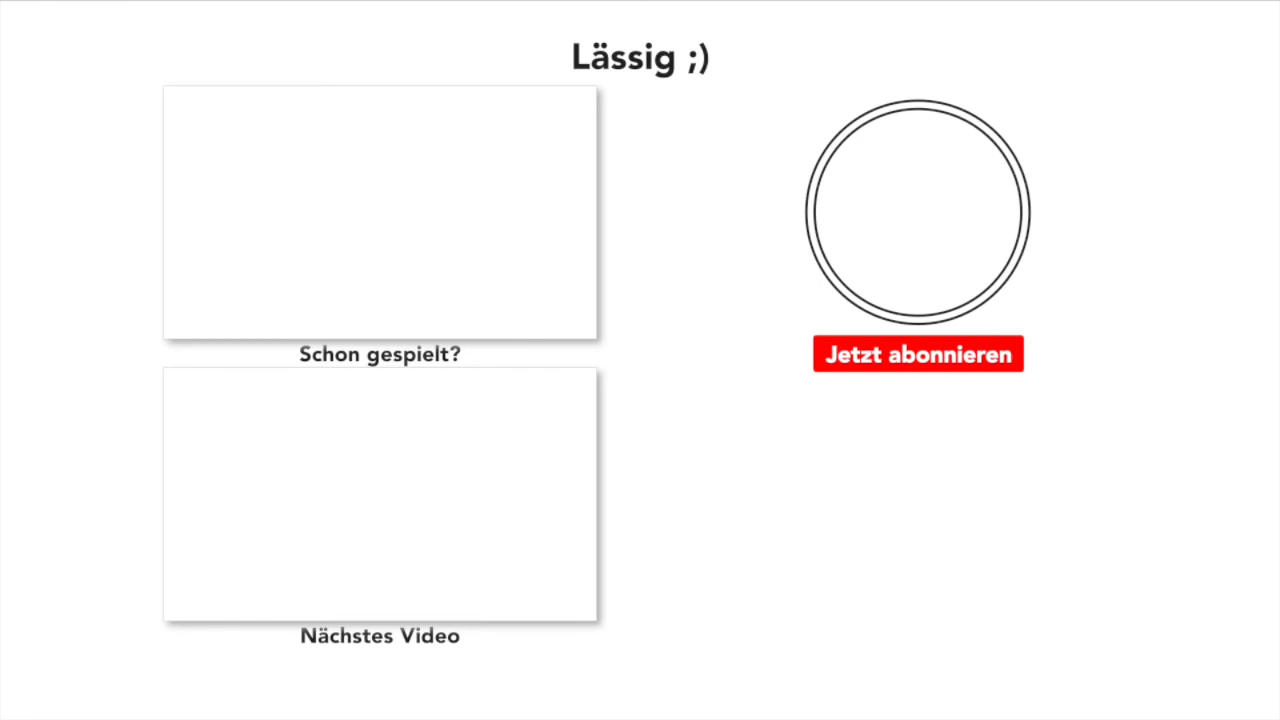 Lässig ;)
Schon gespielt?
Jetzt abonnieren
Nächstes Video